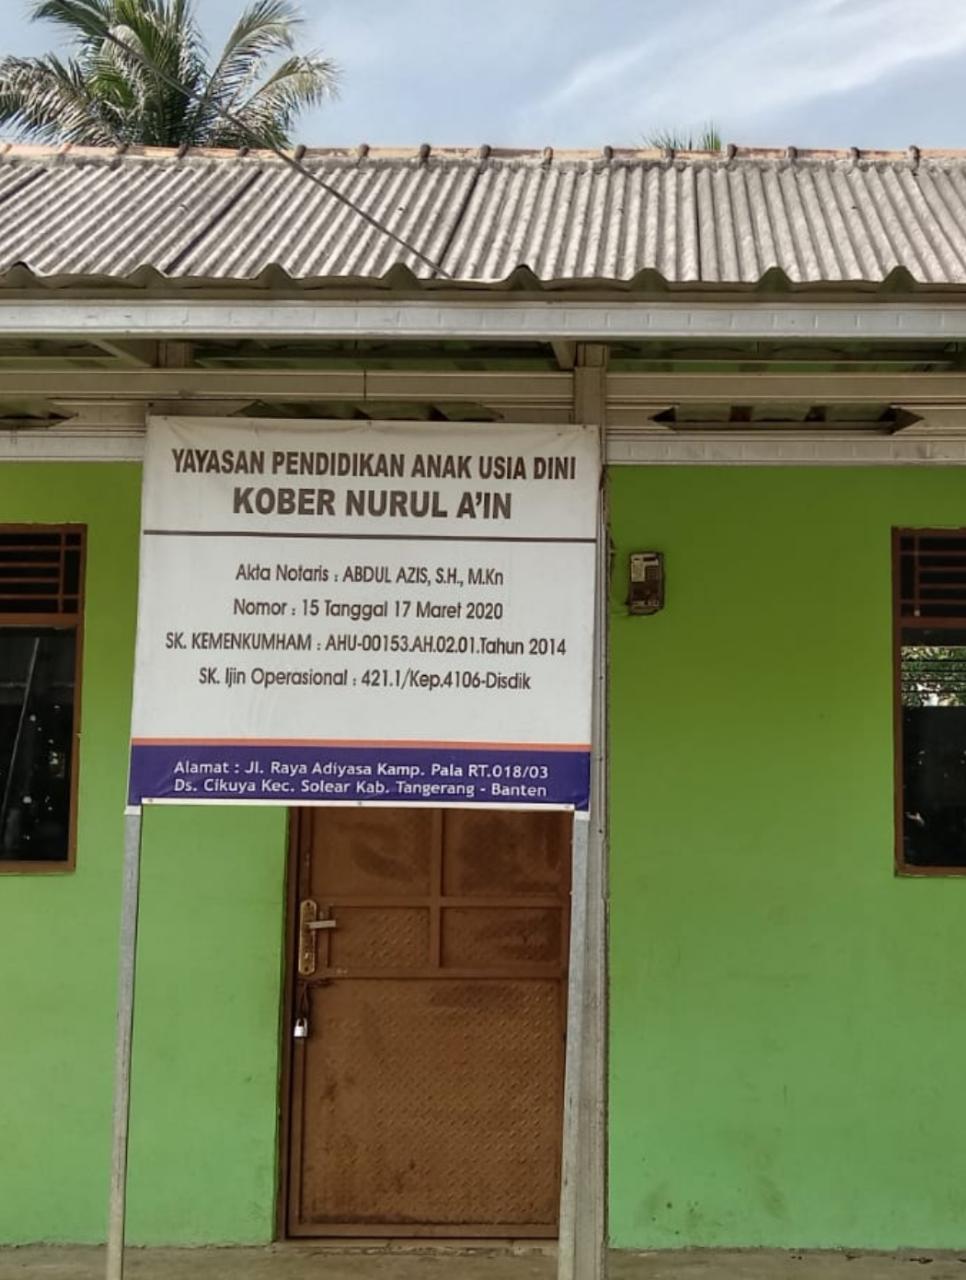 YAYASAN PENDIDIKAN ANAK USIA DINI
KOBER NURUL A'IN
Akta Notaris : ABDUL AZIS, S.H., M.Kn
Nomor : 15 Tanggal 17 Maret 2020
SK. KEMENKUMHAM : AHU-00153.AH.02.01.Tahun 2014
SK. Ijin Operasional : 421.1/Kep.4106-Disdik
Alamat : Jl. Raya Adiyasa Kamp. Pala RT.018/03
Ds. Cikuya Kec. Solear Kab. Tangerang - Banten